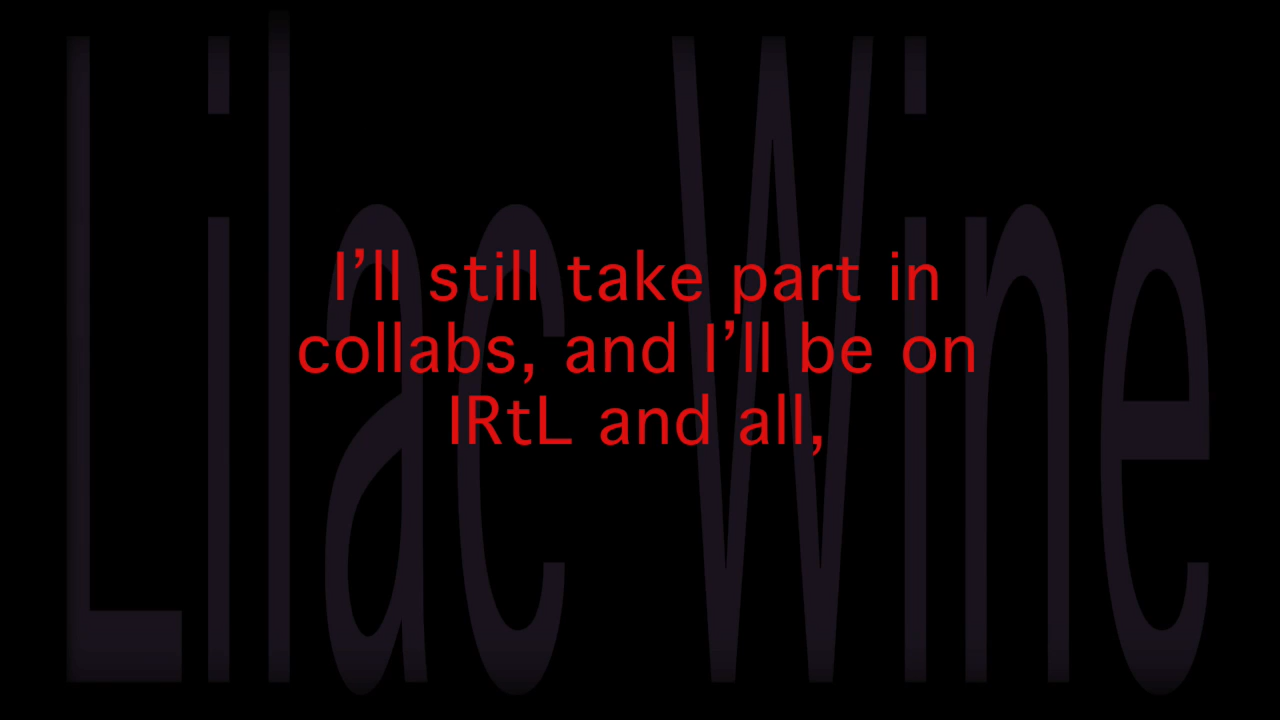 Lilac Wine
I’ll still take part in
collabs, and I’ll be on
IRtL and all,